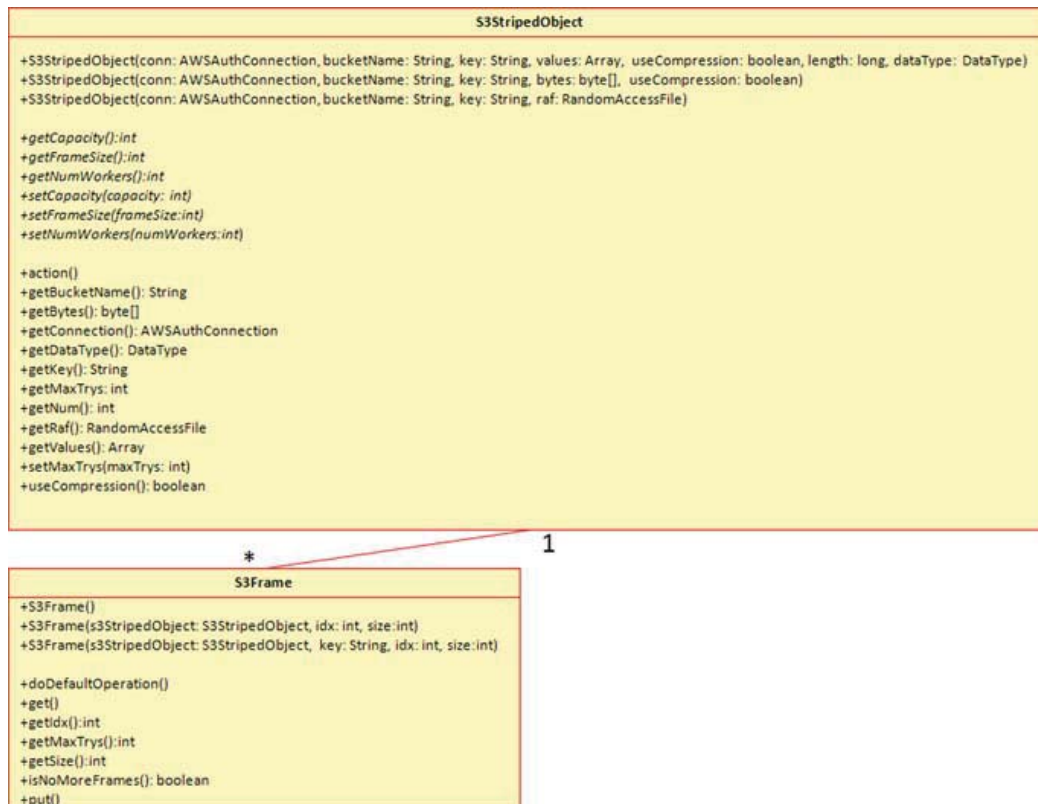 S3StripedObject
+S3StripedObject(conn: AWSAuthConnection, bucketName: String, key: String, values: Array, useCompression: boolean, length: long, dataType: DataType)
+S3StripedObject(conn: AWSAuthConnection, bucketName: String, key: String, bytes: byte[], useCompression: boolean)
+S3StripedObject(conn: AWSAuthConnection, bucketName: String, key: String, raf: RandomAccessFile)
+getCapacity():int
+getFrameSize():int
+getNumWorkers():int
+setCapacity(capacity: int)
+setFrameSize(frameSize:int)
+setNumWorkers(numWorkers:int)
+action()
+getBucketName(): String
+getBytes(): byte[]
+getConnection(): AWSAuthConnection
+getDataType(): DataType
+getKey(): String
+getMaxTrys: int
+getNum(): int
+getRaf(): RandomAccessFile
+getValues(): Array
+setMaxTrys(maxTrys: int)
+useCompression(): boolean
1
*
S3Frame
+S3Frame()
+S3Frame(s3StripedObject: S3StripedObject, idx: int, size:int)
+S3Frame(s3StripedObject: S3StripedObject, key: String, idx: int, size:int)
+doDefaultOperation()
+get()
+getIdx():int
+getMaxTrys():int
+getSize():int
+isNoMoreFrames(): boolean
+put()